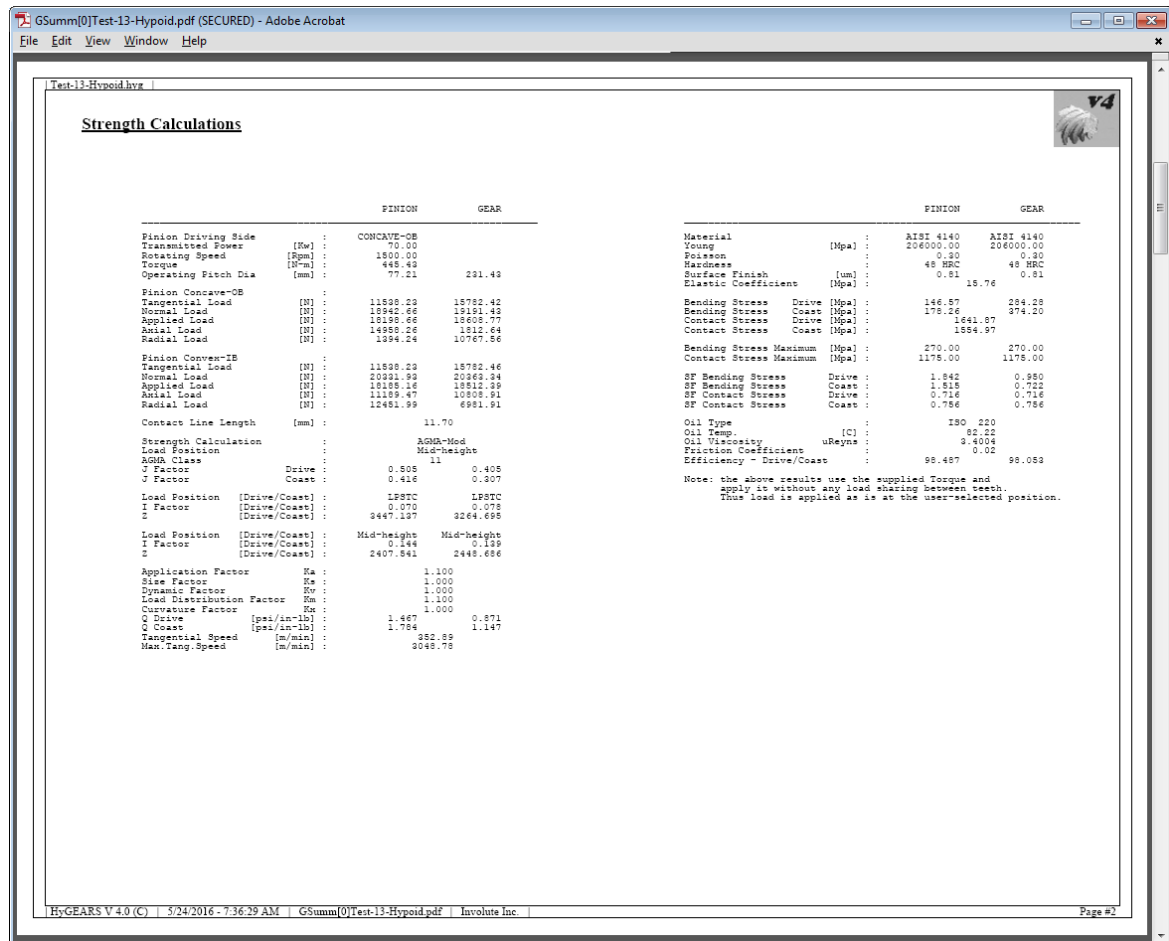 GSumm[0]Test-13-Hypoid.pdf (SECURED) - Adobe Acrobat
File Edit View Window Help
| Test-13-Hypoid.hyg |
V4
Strength Calculations
PINION GEAR
Pinion Driving Side : CONCAVE-OB
Transmitted Power [Kw] : 70.00
Rotating Speed [Rpm] : 1500.00
Torque [N-m] : 445.43
Operating Pitch Dia [mm] : 77.21 231.43
Pinion Concave-OB :
Tangential Load [N] : 11538.23 15782.42
Normal Load [N] : 18942.66 19191.43
Applied Load [N] : 18198.66 18608.77
Axial Load [N] : 14958.26 1812.64
Radial Load [N] : 1394.24 10767.56
Pinion Convex-IB :
Tangential Load [N] : 11538.23 15782.46
Normal Load [N] : 20331.93 20363.34
Applied Load [N] : 18185.16 18512.39
Axial Load [N] : 11189.47 10808.91
Radial Load [N] : 12451.99 6981.91
Contact Line Length [mm] : 11.70
Strength Calculation : AGMA-Mod
Load Position : Mid-height
AGMA Class : 11
J Factor Drive : 0.505 0.405
J Factor Coast : 0.416 0.307
Load Position [Drive/Coast] : LPSTC LPSTC
I Factor [Drive/Coast] : 0.070 0.078
Z [Drive/Coast] : 3447.137 3264.695
Load Position [Drive/Coast] : Mid-height Mid-height
I Factor [Drive/Coast] : 0.144 0.139
Z [Drive/Coast] : 2407.541 2448.686
Application Factor Ka : 1.100
Size Factor Ks : 1.000
Dynamic Factor Kv : 1.000
Load Distribution Factor Km : 1.100
Curvature Factor Kx : 1.000
Q Drive [psi/in-lb] : 1.467 0.871
Q Coast [psi/in-lb] : 1.784 1.147
Tangential Speed [m/min] : 352.89
Max.Tang.Speed [m/min] : 3048.78
PINION GEAR
Material : AISI 4140 AISI 4140
Young [Mpa] : 206000.00 206000.00
Poisson : 0.30 0.30
Hardness : 48 HRC 48 HRC
Surface Finish [um] : 0.81 0.81
Elastic Coefficient [Mpa] : 15.76
Bending Stress Drive [Mpa] : 146.57 284.28
Bending Stress Coast [Mpa] : 178.26 374.20
Contact Stress Drive [Mpa] : 1641.87
Contact Stress Coast [Mpa] : 1554.97
Bending Stress Maximum [Mpa] : 270.00 270.00
Contact Stress Maximum [Mpa] : 1175.00 1175.00
SF Bending Stress Drive : 1.842 0.950
SF Bending Stress Coast : 1.515 0.722
SF Contact Stress Drive : 0.716 0.716
SF Contact Stress Coast : 0.756 0.756
Oil Type : ISO 220
Oil Temp. [C] : 82.22
Oil Viscosity uReyns : 3.4004
Friction Coefficient : 0.02
Efficiency - Drive/Coast : 98.487 98.053
Note: the above results use the supplied Torque and
apply it without any load sharing between teeth.
Thus load is applied as is at the user-selected position.
| HyGEARS V 4.0 (C) | 5/24/2016 - 7:36:29 AM | GSumm[0]Test-13-Hypoid.pdf | Involute Inc. | Page #2